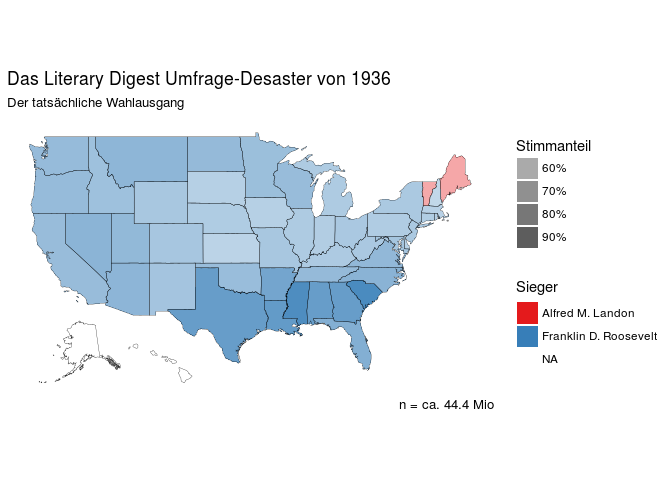 Das Literary Digest Umfrage-Desaster von 1936
Der tatsächliche Wahlausgang
Stimmanteil
60%
70%
80%
90%
Sieger
Alfred M. Landon
Franklin D. Roosevelt
NA
n = ca. 44.4 Mio